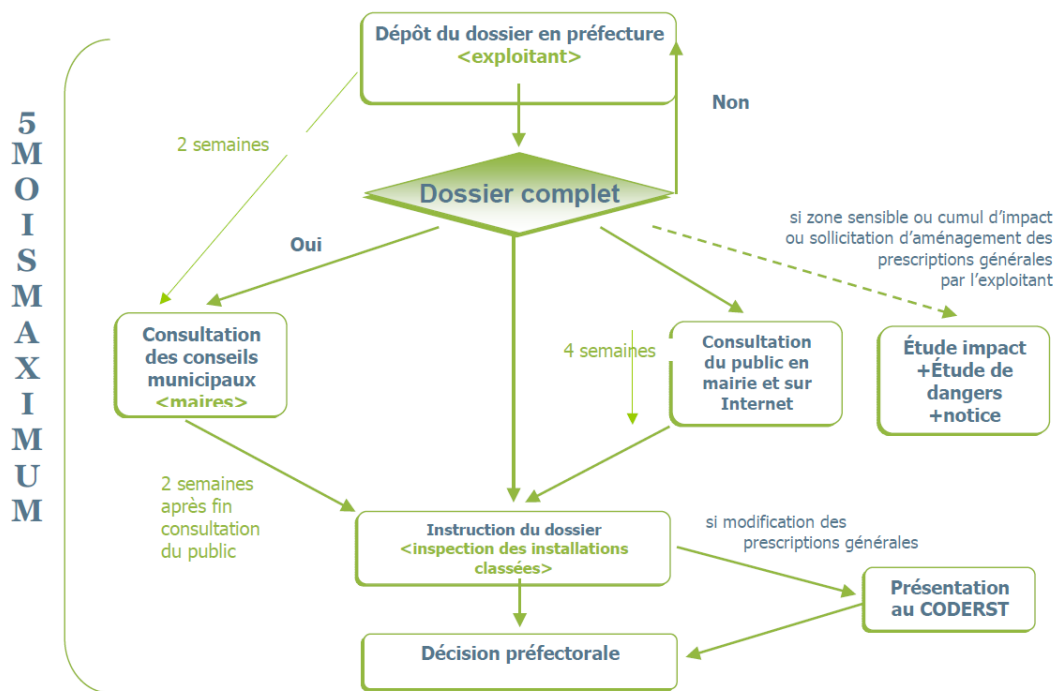 5 MOIS MAXIMUM
Dépôt du dossier en préfecture
<exploitant>
Non
2 semaines
Dossier complet
Oui
si zone sensible ou cumul d'impact
ou sollicitation d'aménagement des
prescriptions générales
par l'exploitant
Consultation
des conseils
municipaux
<maires>
4 semaines
Consultation
du public en
mairie et sur
Internet
Étude impact
+Étude de
dangers
+notice
2 semaines
après fin
consultation
du public
Instruction du dossier
<inspection des installations
classées>
si modification des
prescriptions générales
Présentation
au CODERST
Décision préfectorale